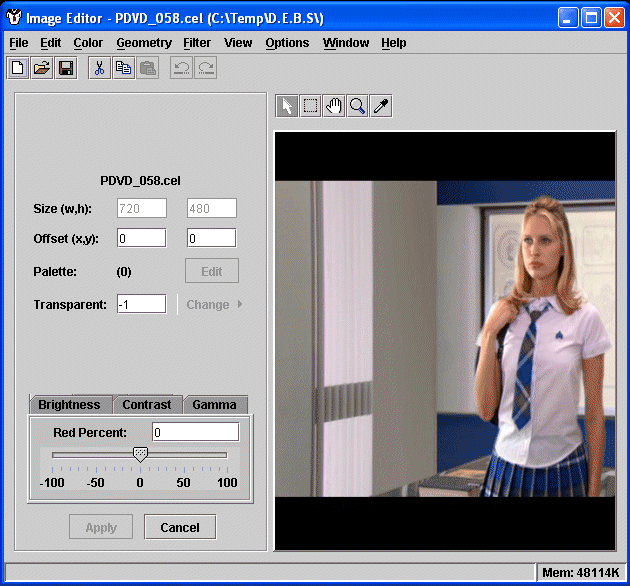 Image Editor - PDVD_058.cel (C:\Temp\D.E.B.S\)
File Edit Color Geometry Filter View Options Window Help
PDVD_058.cel
Size (w,h): 720 480
Offset (x,y): 0 0
Palette: (0) Edit
Transparent: -1 Change
Brightness Contrast Gamma
Red Percent: 0
-100 -50 0 50 100
Apply Cancel
Mem: 48114K